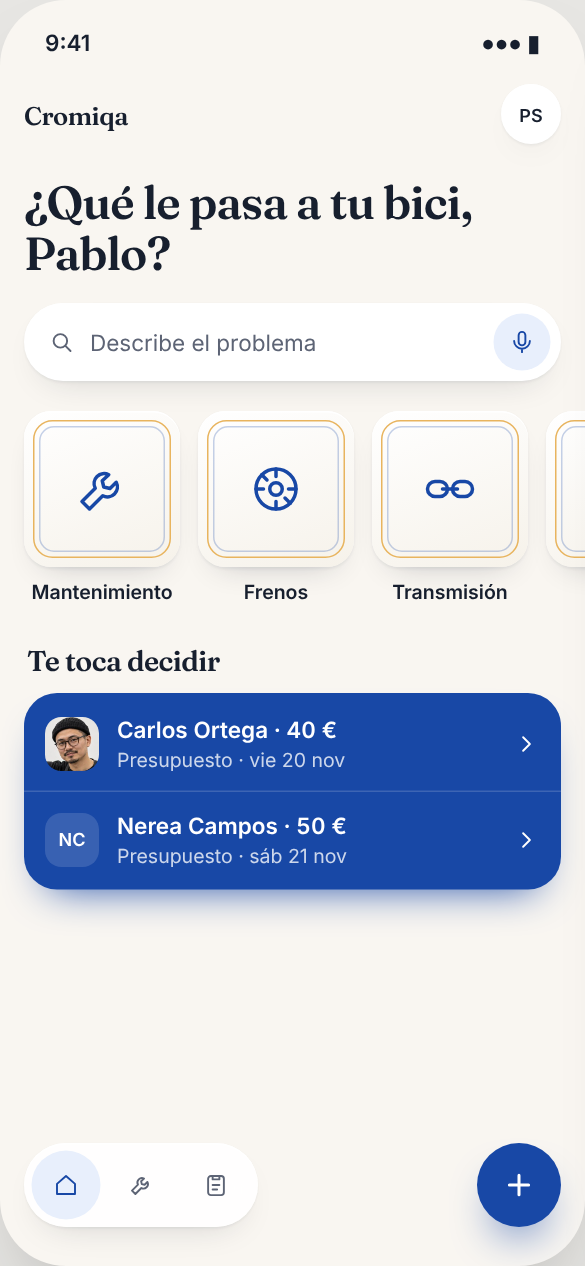 9:41
Cromiqa
PS
¿Qué le pasa a tu bici,
Pablo?
Describe el problema
Mantenimiento
Frenos
Transmisión
Te toca decidir
Carlos Ortega · 40 €
Presupuesto · vie 20 nov
NC
Nerea Campos · 50 €
Presupuesto · sáb 21 nov